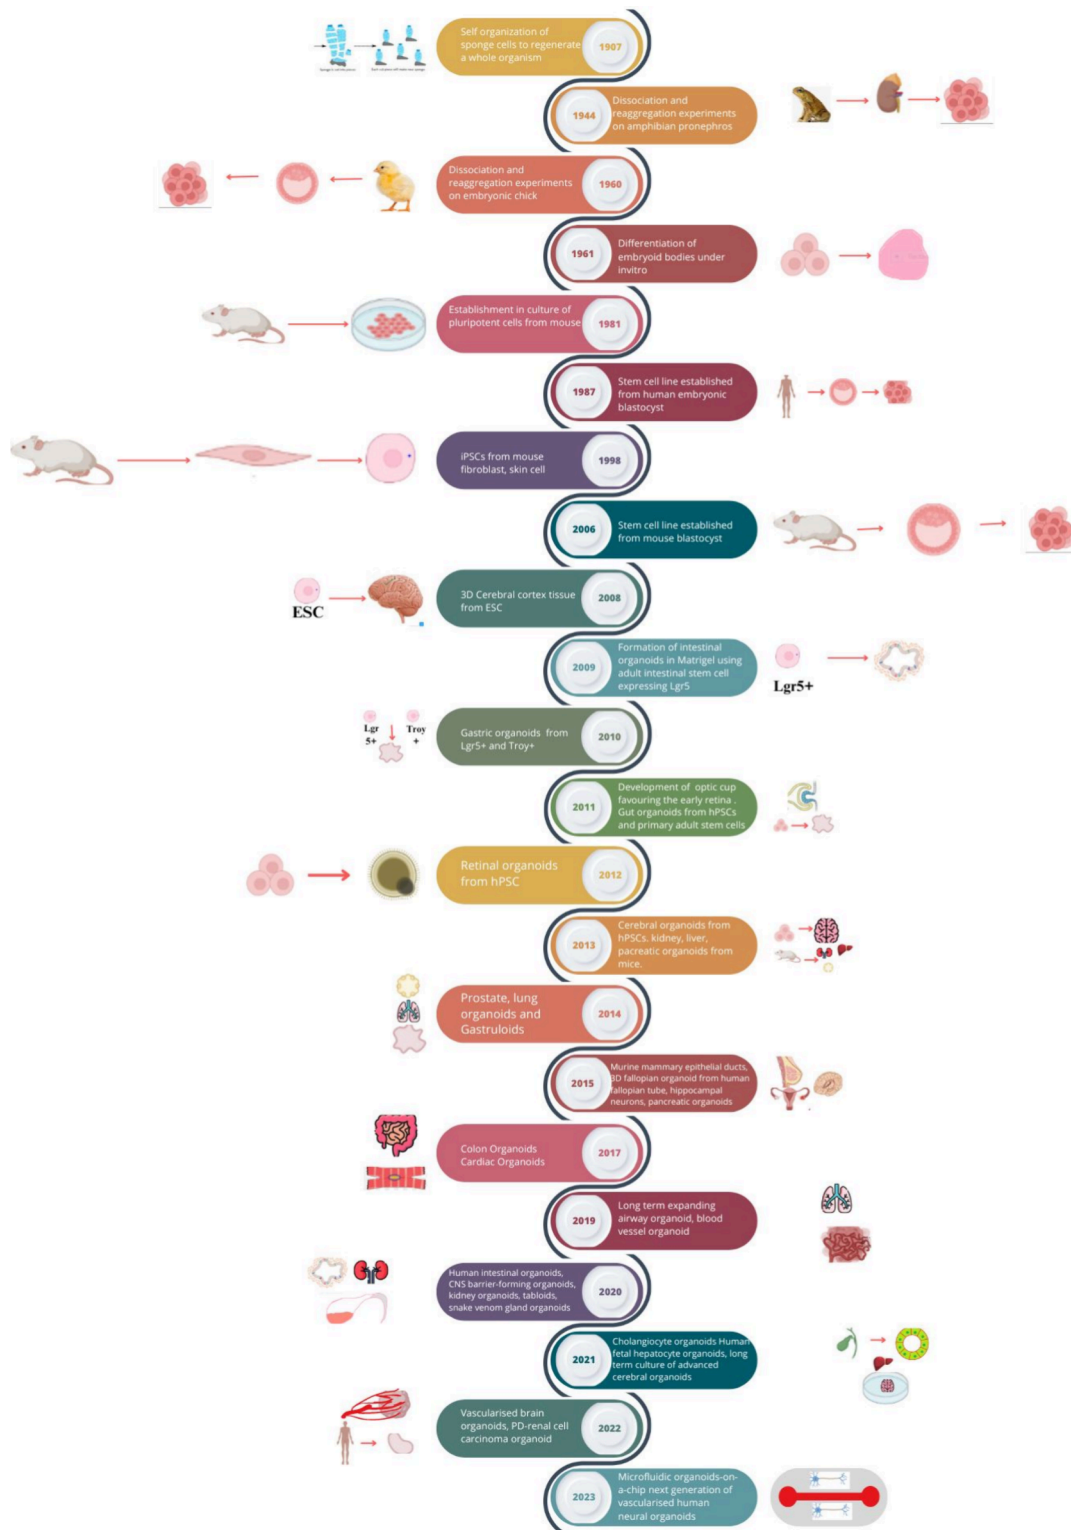 Self organization of
sponge cells to regenerate
a whole organism
1907
Dissociation and
reaggregation experiments
on amphibian pronephros
1944
Dissociation and
reaggregation experiments
on embryonic chick
1960
Differentiation of
embryoid bodies under
invitro
1961
Establishment in culture of
pluripotent cells from mouse
1981
Stem cell line established
from human embryonic
blastocyst
1987
iPSCs from mouse
fibroblast, skin cell
1998
Stem cell line established
from mouse blastocyst
2006
ESC
3D Cerebral cortex tissue
from ESC
2008
Formation of intestinal
organoids in Matrigel using
adult intestinal stem cell
expressing Lgr5
2009
Lgr5+
Lgr
5+
Troy
+
Gastric organoids from
Lgr5+ and Troy+
2010
Development of optic cup
favouring the early retina .
Gut organoids from hPSCs
and primary adult stem cells
2011
Retinal organoids
from hPSC
2012
Cerebral organoids from
hPSCs. kidney, liver,
pacreatic organoids from
mice.
2013
Prostate, lung
organoids and
Gastruloids
2014
Murine mammary epithelial ducts,
3D fallopian organoid from human
fallopian tube, hippocampal
neurons, pancreatic organoids
2015
Colon Organoids
Cardiac Organoids
2017
Long term expanding
airway organoid, blood
vessel organoid
2019
Human intestinal organoids,
CNS barrier-forming organoids,
kidney organoids, tabloids,
snake venom gland organoids
2020
Cholangiocyte organoids Human
fetal hepatocyte organoids, long
term culture of advanced
cerebral organoids
2021
Vascularised brain
organoids, PD-renal cell
carcinoma organoid
2022
Microfluidic organoids-on-
a-chip next generation of
vascularised human
neural organoids
2023